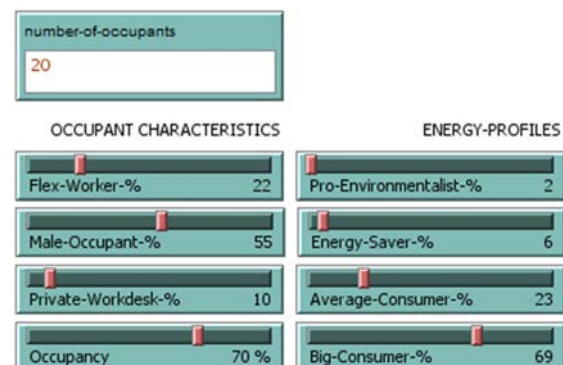 number-of-occupants
20
OCCUPANT CHARACTERISTICS
Flex-Worker-% 22
Male-Occupant-% 55
Private-Workdesk-% 10
Occupancy 70 %
ENERGY-PROFILES
Pro-Environmentalist-% 2
Energy-Saver-% 6
Average-Consumer-% 23
Big-Consumer-% 69